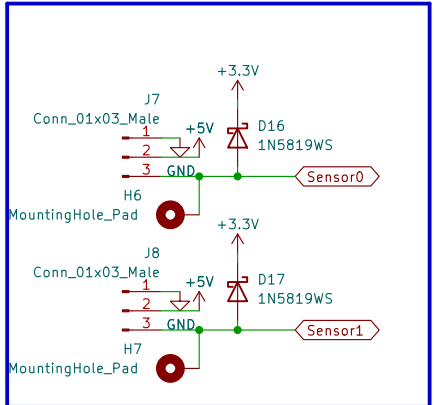 +3.3V
J7
Conn_01x03_Male
1
+5V
D16
2
1N5819WS
3
GND
Sensor0
H6
MountingHole_Pad
+3.3V
J8
Conn_01x03_Male
1
+5V
D17
2
1N5819WS
3
GND
Sensor1
H7
MountingHole_Pad